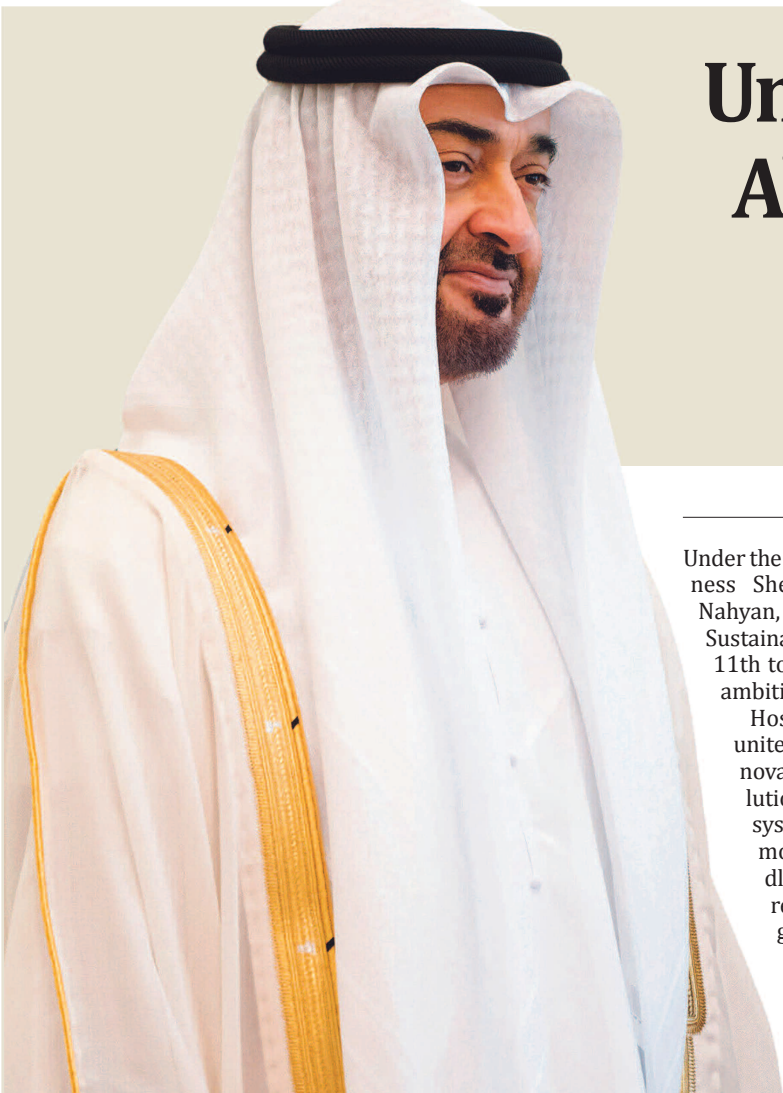 Un
A
Under the
ness She
Nahyan,
Sustaina
11th to
ambiti
Hos
unite
nova
lutio
sys
mo
dl
re
g